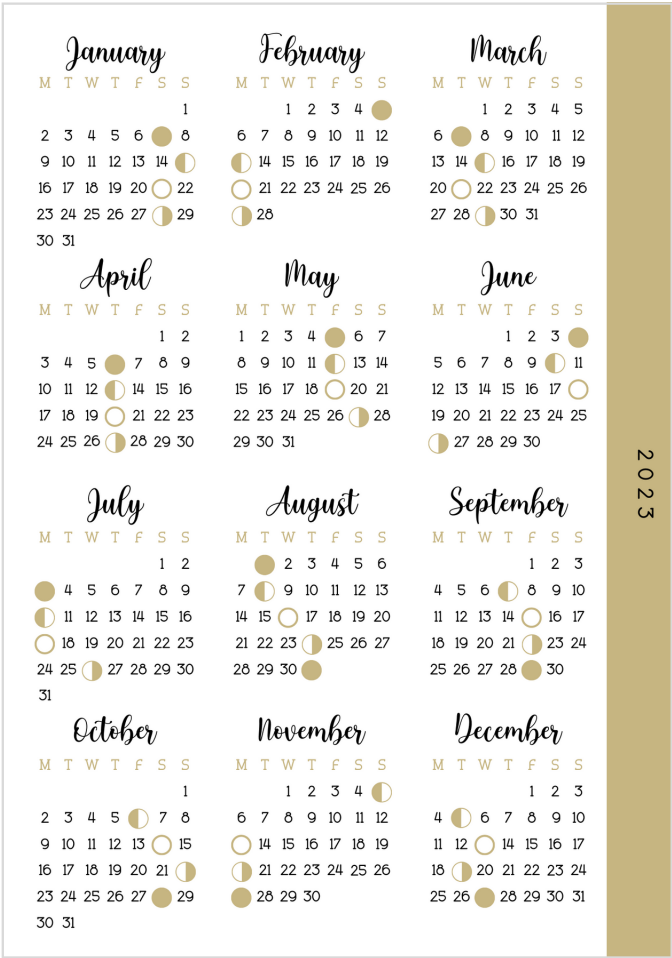 January
M T W T F S S
1
2 3 4 5 6 8
9 10 11 12 13 14
16 17 18 19 20 22
23 24 25 26 27 29
30 31
February
M T W T F S S
1 2 3 4
6 7 8 9 10 11 12
14 15 16 17 18 19
21 22 23 24 25 26
28
March
M T W T F S S
1 2 3 4 5
6 8 9 10 11 12
13 14 16 17 18 19
20 22 23 24 25 26
27 28 30 31
April
M T W T F S S
1 2
3 4 5 7 8 9
10 11 12 14 15 16
17 18 19 21 22 23
24 25 26 28 29 30
May
M T W T F S S
1 2 3 4 6 7
8 9 10 11 13 14
15 16 17 18 20 21
22 23 24 25 26 28
29 30 31
June
M T W T F S S
1 2 3
5 6 7 8 9 11
12 13 14 15 16 17
19 20 21 22 23 24 25
27 28 29 30
July
M T W T F S S
1 2
4 5 6 7 8 9
11 12 13 14 15 16
18 19 20 21 22 23
24 25 27 28 29 30
31
August
M T W T F S S
2 3 4 5 6
7 9 10 11 12 13
14 15 17 18 19 20
21 22 23 25 26 27
28 29 30
September
M T W T F S S
1 2 3
4 5 6 8 9 10
11 12 13 14 16 17
18 19 20 21 23 24
25 26 27 28 30
October
M T W T F S S
1
2 3 4 5 7 8
9 10 11 12 13 15
16 17 18 19 20 21
23 24 25 26 27 29
30 31
November
M T W T F S S
1 2 3 4
6 7 8 9 10 11 12
14 15 16 17 18 19
21 22 23 24 25 26
28 29 30
December
M T W T F S S
1 2 3
4 6 7 8 9 10
11 12 14 15 16 17
18 20 21 22 23 24
25 26 28 29 30 31
2023